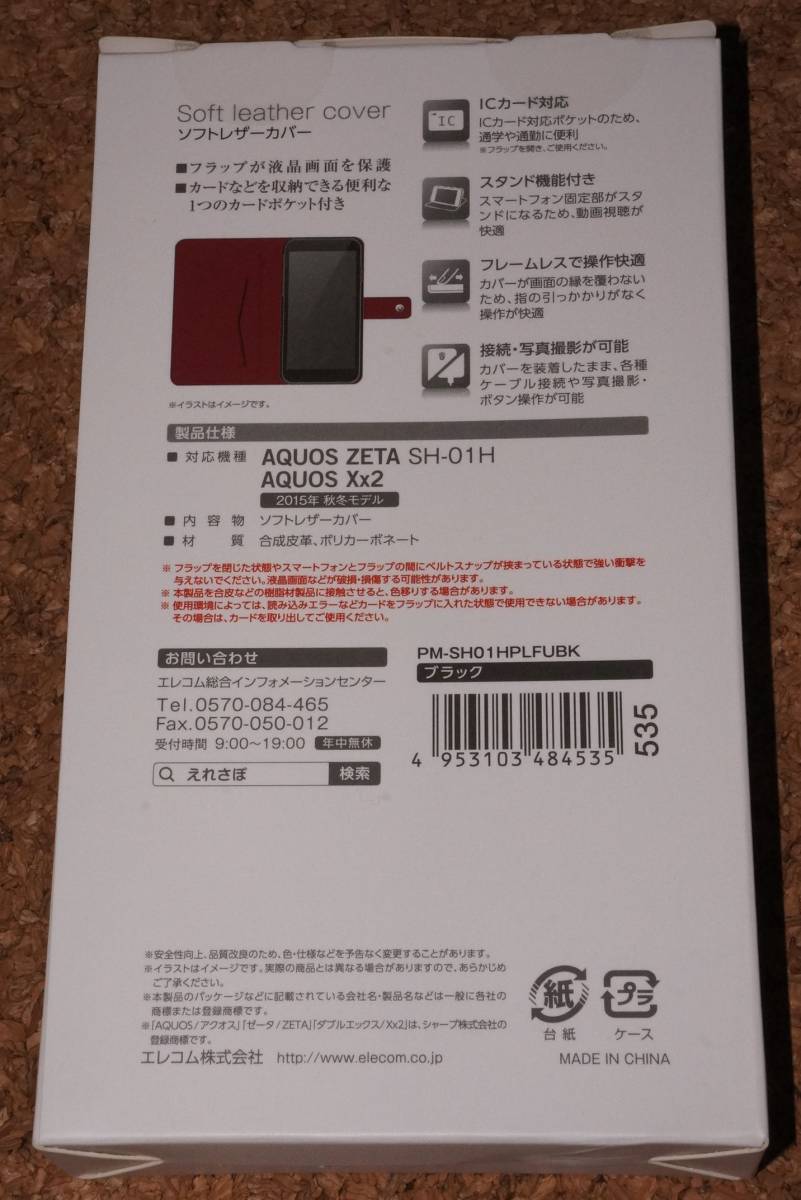 Soft leather cover
ソフトレザーカバー
■フラップが液晶画面を保護
■カードなどを収納できる便利な
1つのカードポケット付き
※イラストはイメージです。
IC
ICカード対応
ICカード対応ポケットのため、
通学や通勤に便利
※フラップを開き、ご使用ください。
スタンド機能付き
スマートフォン固定部がスタ
ンドになるため、動画視聴が
快適
フレームレスで操作快適
カバーが画面の縁を覆わない
ため、指の引っかかりがなく
操作が快適
接続・写真撮影が可能
カバーを装着したまま、各種
ケーブル接続や写真撮影・
ボタン操作が可能
製品仕様
■ 対応機種 AQUOS ZETA SH-01H
AQUOS Xx2
2015年 秋冬モデル
■ 内容物 ソフトレザーカバー
■ 材質 合成皮革、ポリカーボネート
※ フラップを閉じた状態やスマートフォンとフラップの間にベルトスナップが挟まっている状態で強い衝撃を
与えないでください。液晶画面などが破損・損傷する可能性があります。
※ 本製品を合皮などの樹脂材製品に接触させると、色移りする場合があります。
※ 使用環境によっては、読み込みエラーなどカードをフラップに入れた状態で使用できない場合があります。
その場合は、カードを取り出してご使用ください。
お問い合わせ
エレコム総合インフォメーションセンター
Tel.0570-084-465
Fax.0570-050-012
受付時間 9:00～19:00 年中無休
えれさぽ 検索
PM-SH01HPLFUBK
ブラック
4 953103 484535
535
※安全性向上、品質改良のため、色・仕様などを予告なく変更することがあります。
※イラストはイメージです。実際の商品とは異なる場合がありますので、あらかじめ
ご了承ください。
※本製品のパッケージなどに記載されている会社名・製品名などは一般に各社の
商標または登録商標です。
※「AQUOS/アクオス」「ゼータ/ZETA」「ダブルエックス/Xx2」は、シャープ株式会社の
登録商標です。
エレコム株式会社 http://www.elecom.co.jp
紙
台紙
プラ
ケース
MADE IN CHINA